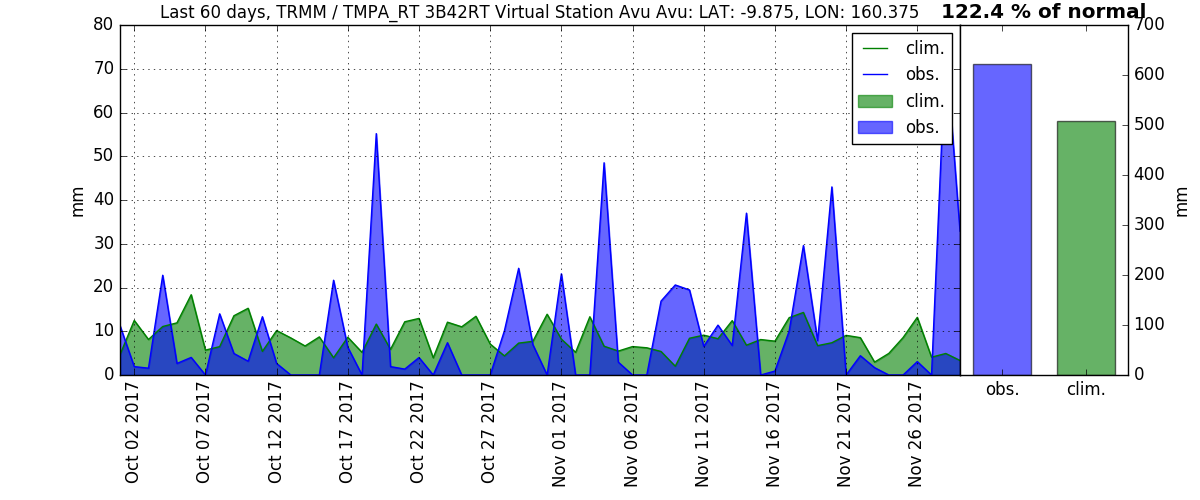 Last 60 days, TRMM / TMPA_RT 3B42RT Virtual Station Avu Avu: LAT: -9.875, LON: 160.375
122.4 % of normal
80
70
60
50
40
30
20
10
0
mm
clim.
obs.
clim.
obs.
Oct 02 2017
Oct 07 2017
Oct 12 2017
Oct 17 2017
Oct 22 2017
Oct 27 2017
Nov 01 2017
Nov 06 2017
Nov 11 2017
Nov 16 2017
Nov 21 2017
Nov 26 2017
obs.
clim.
700
600
500
400
300
200
100
0
mm